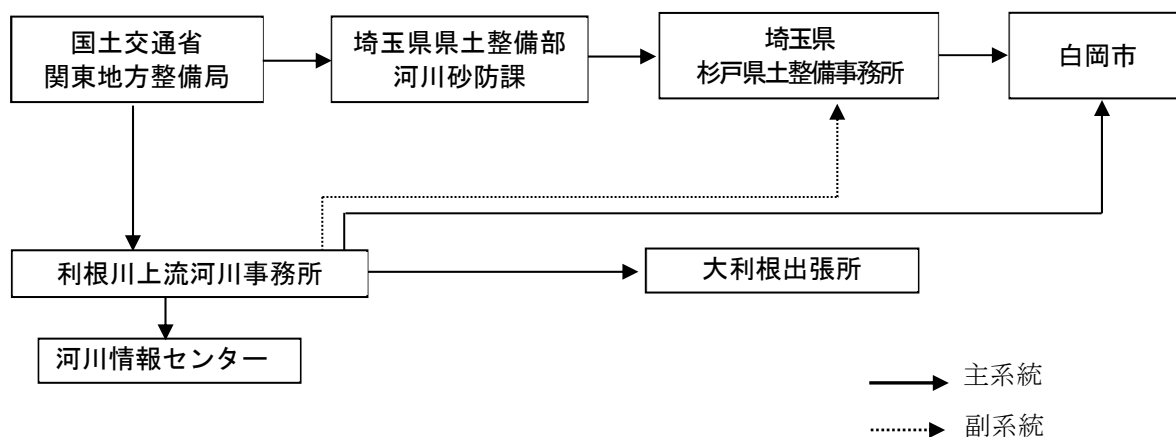 国土交通省
関東地方整備局
埼玉県県土整備部
河川砂防課
埼玉県
杉戸県土整備事務所
白岡市
利根川上流河川事務所
大利根出張所
河川情報センター
主系統
副系統